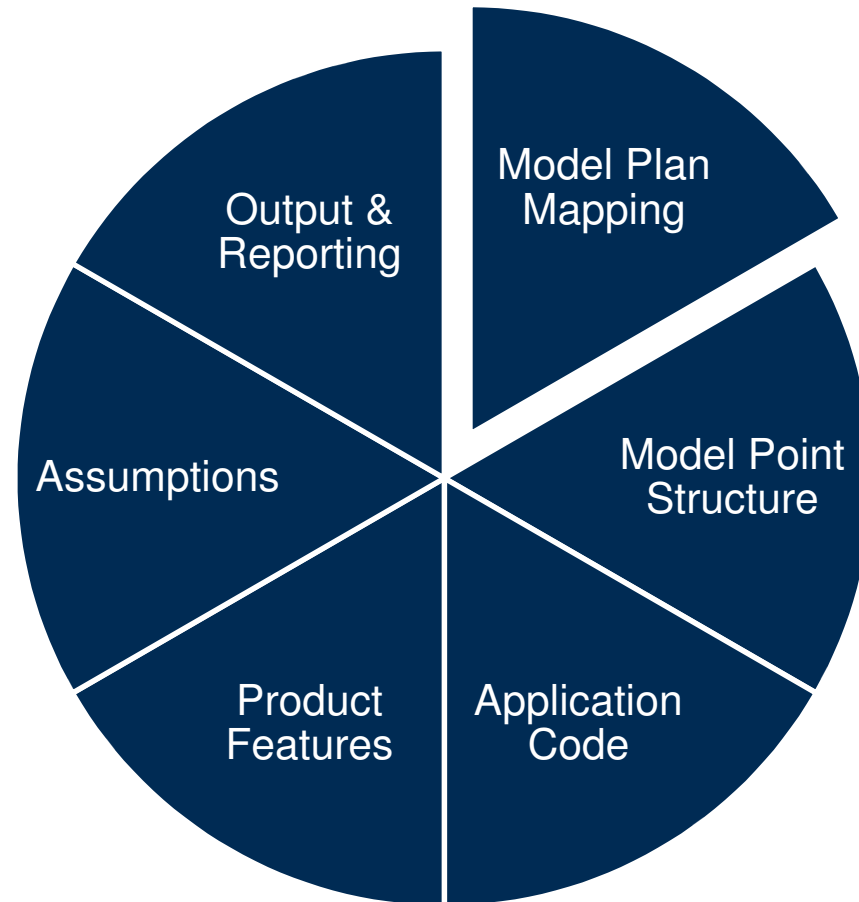 Model Plan
Mapping
Model Point
Structure
Application
Code
Product
Features
Assumptions
Output &
Reporting